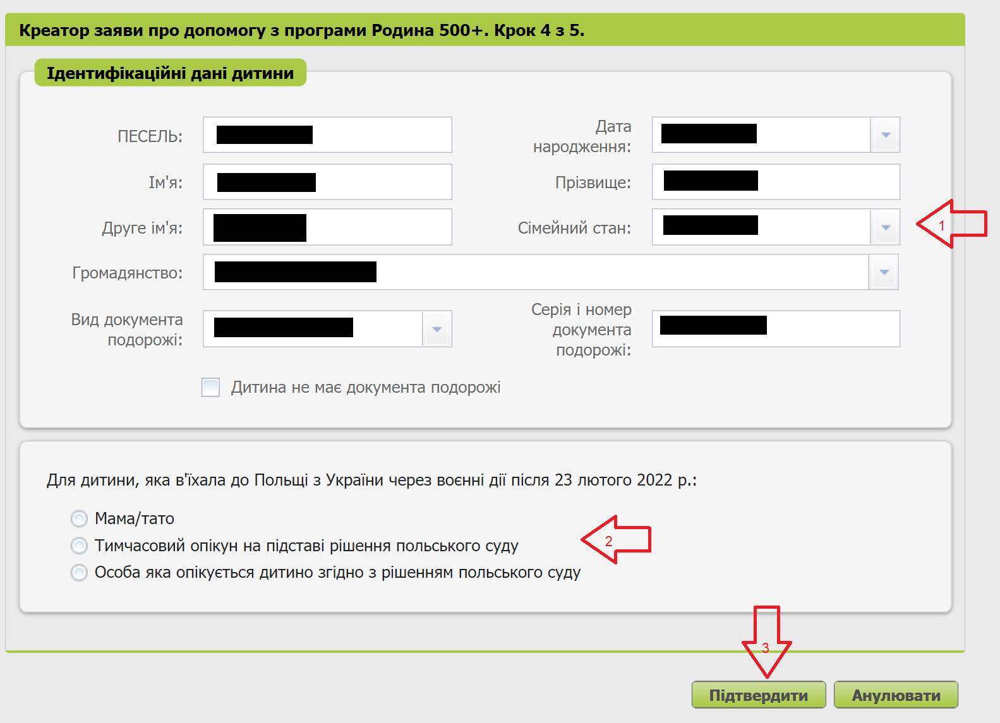 Креатор заяви про допомогу з програми Родина 500+. Крок 4 з 5.
Ідентифікаційні дані дитини
ПЕСЕЛЬ:
Дата
народження:
Ім'я:
Прізвище:
Друге ім'я:
Сімейний стан:
1
Громадянство:
Вид документа
подорожі:
Серія і номер
документа
подорожі:
Дитина не має документа подорожі
Для дитини, яка в'їхала до Польщі з України через воєнні дії після 23 лютого 2022 р.:
Мама/тато
Тимчасовий опікун на підставі рішення польського суду
2
Особа яка опікується дитино згідно з рішенням польського суду
3
Підтвердити
Анулювати